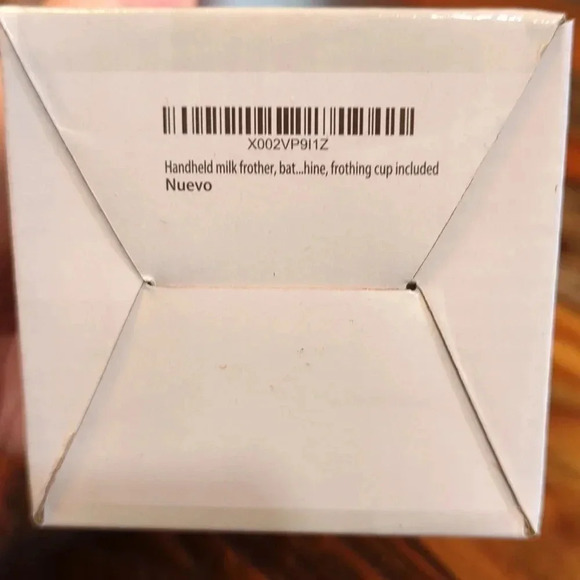 X002VP9I1Z
Handheld milk frother, bat...hine, frothing cup included
Nuevo